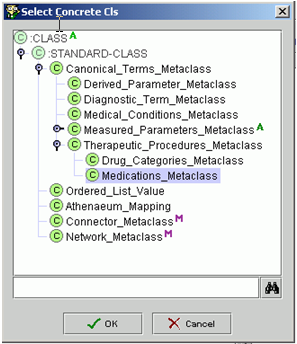 Select Concrete Cls
:CLASS A
:STANDARD-CLASS
Canonical_Terms_Metaclass
Derived_Parameter_Metaclass
Diagnostic_Term_Metaclass
Medical_Conditions_Metaclass
Measured_Parameters_Metaclass A
Therapeutic_Procedures_Metaclass
Drug_Categories_Metaclass
Medications_Metaclass
Ordered_List_Value
Athenaeum_Mapping
Connector_Metaclass M
Network_Metaclass M
OK
Cancel